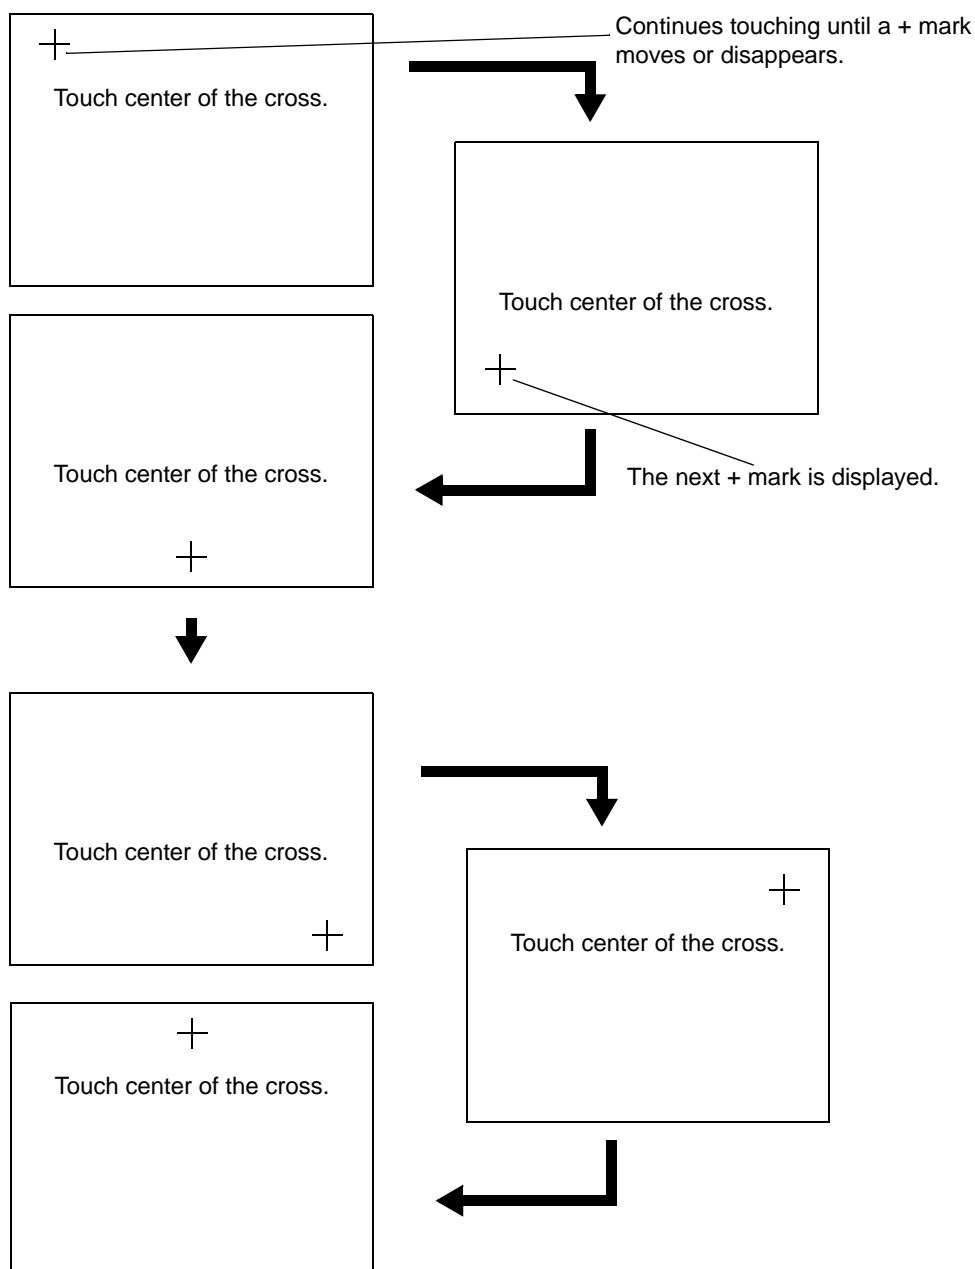 Continues touching until a + mark
moves or disappears.
Touch center of the cross.
Touch center of the cross.
The next + mark is displayed.
Touch center of the cross.
Touch center of the cross.
Touch center of the cross.
Touch center of the cross.